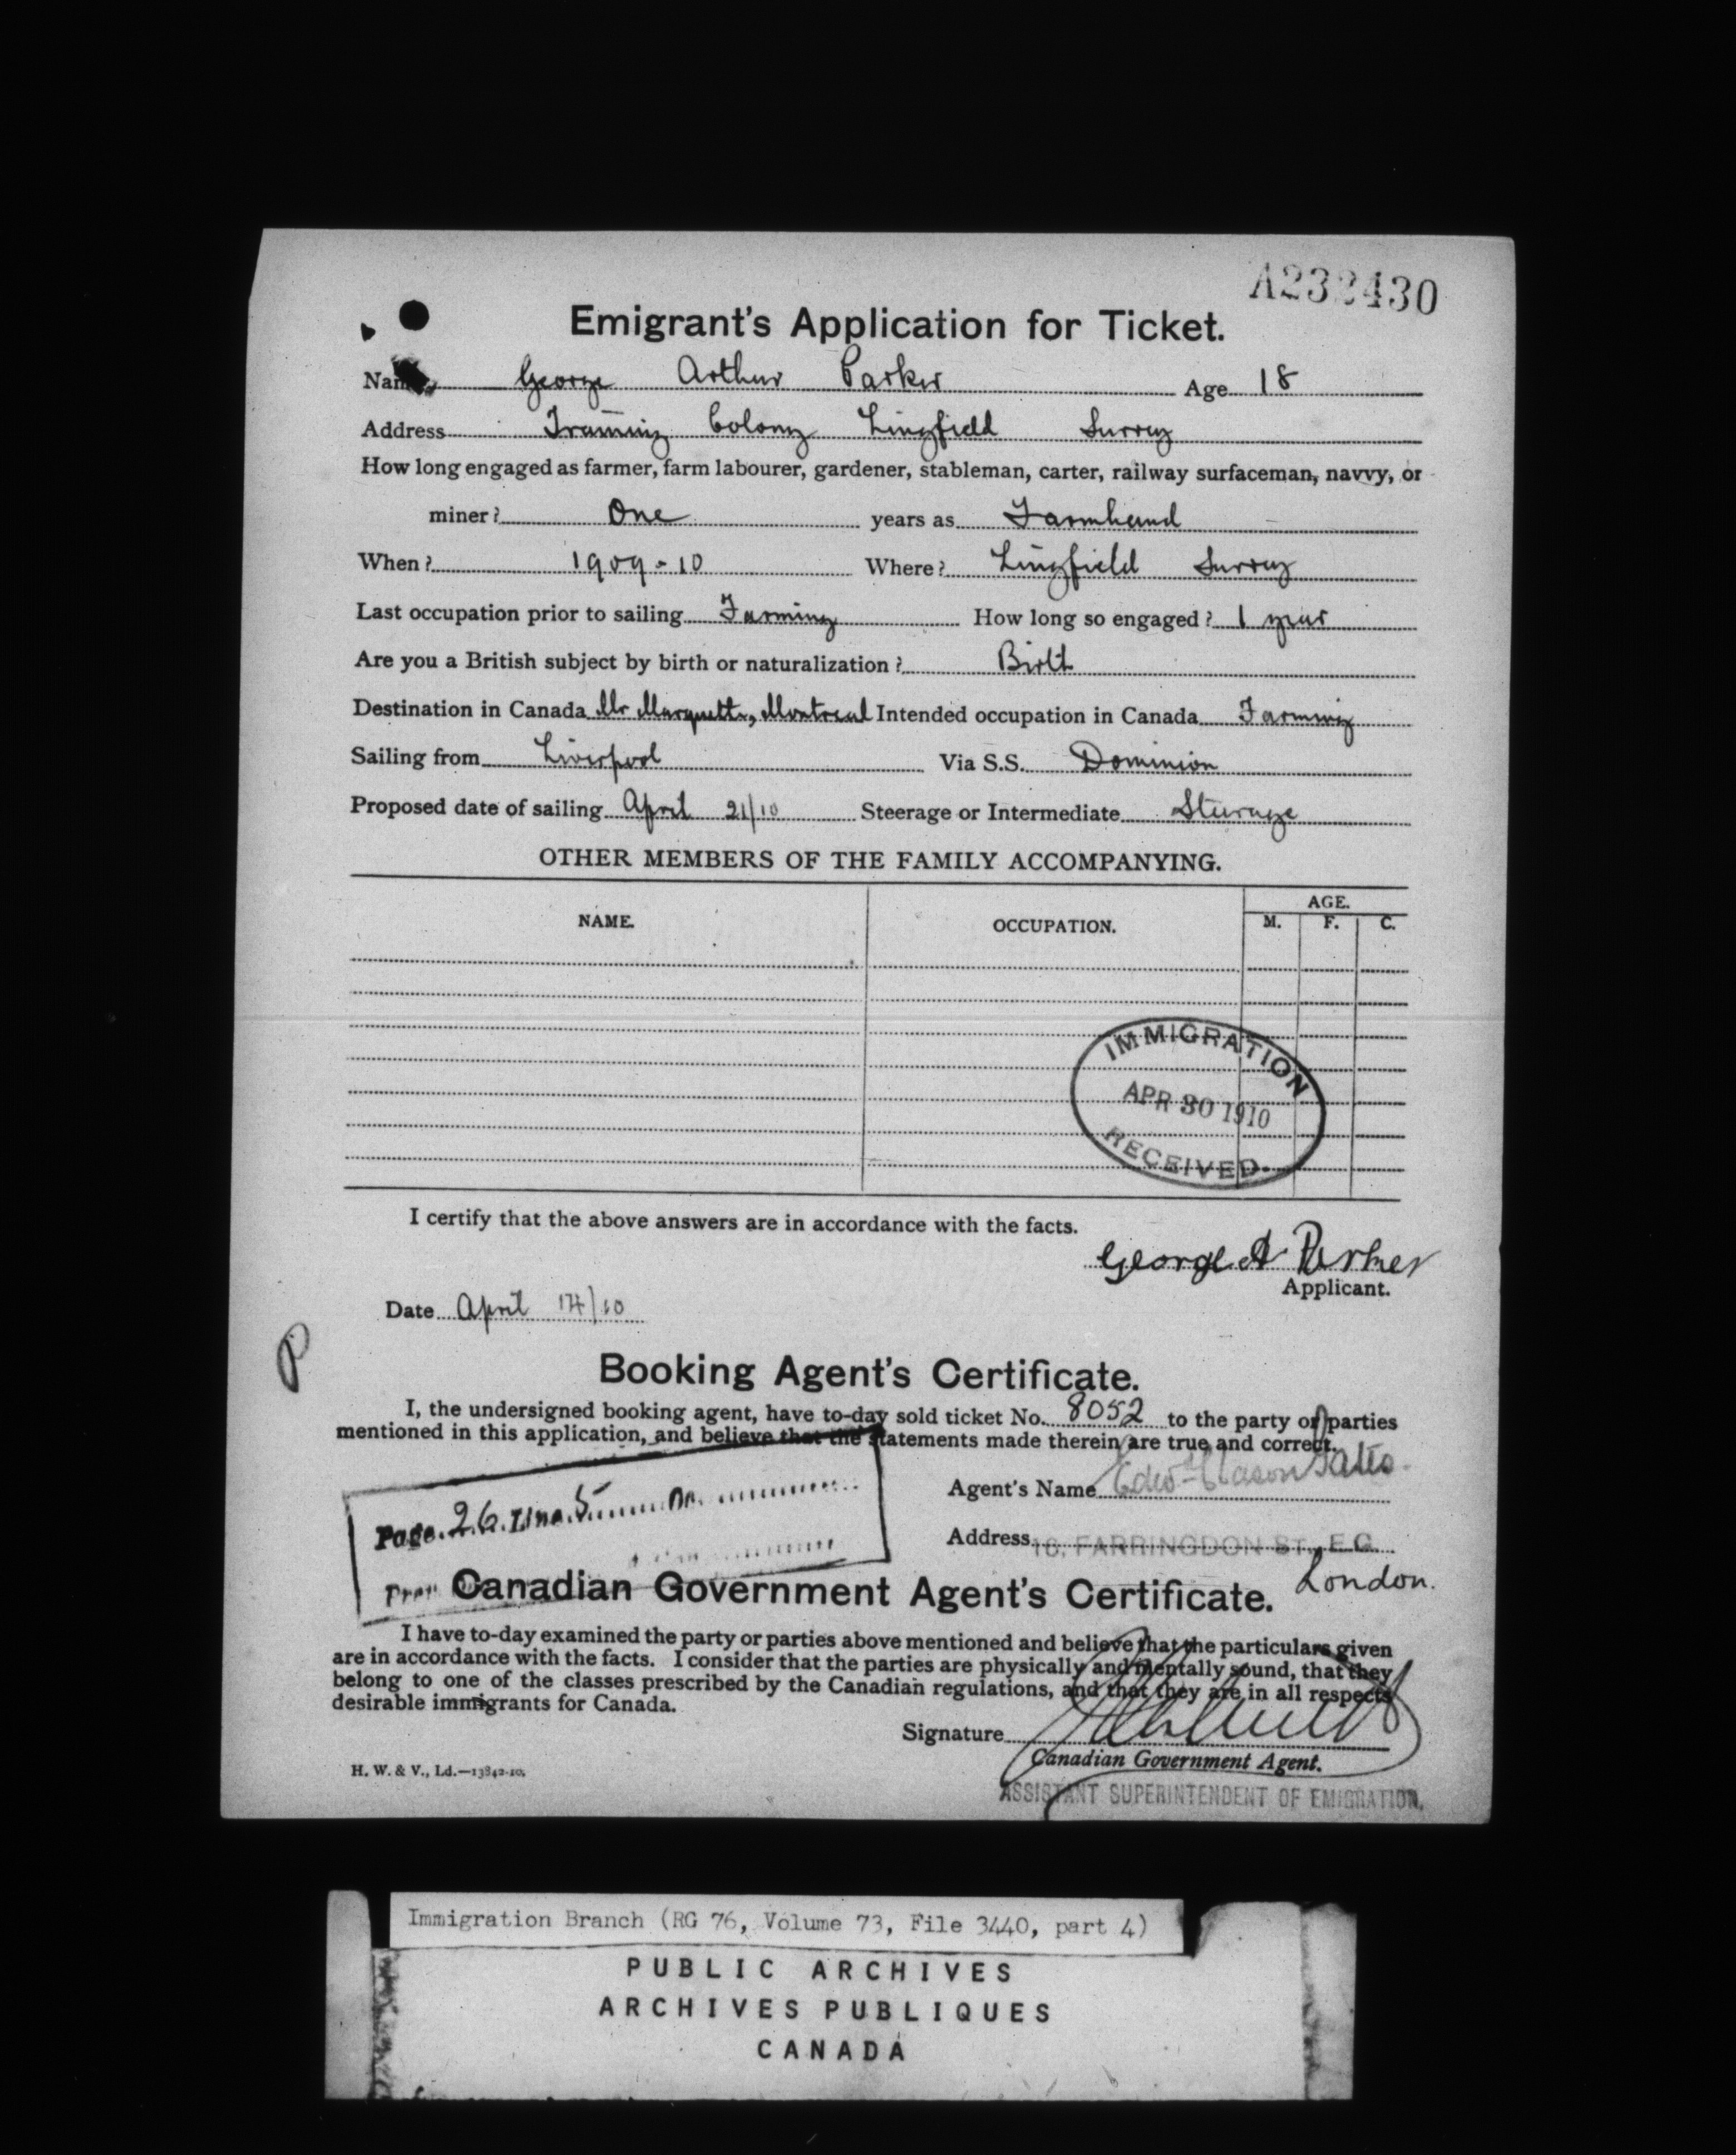 A232430
Emigrant's Application for Ticket.
Name George Arthur Parker Age 18
Address Training Colony Lingfield Surrey
How long engaged as farmer, farm labourer, gardener, stableman, carter, railway surfaceman, navvy, or
miner? One years as Farmhand
When? 1909-10 Where? Lingfield Surrey
Last occupation prior to sailing Farming How long so engaged? 1 year
Are you a British subject by birth or naturalization? Birth
Destination in Canada Mr Marquette, Montreal Intended occupation in Canada Farming
Sailing from Liverpool Via S.S. Dominion
Proposed date of sailing April 21/10 Steerage or Intermediate Steerage
OTHER MEMBERS OF THE FAMILY ACCOMPANYING.
NAME. OCCUPATION. AGE.
M. F. C.
IMMIGRATION
APR 30 1910
RECEIVED.
I certify that the above answers are in accordance with the facts.
George A Parker
Applicant.
Date April 14/10
P
Booking Agent's Certificate.
I, the undersigned booking agent, have to-day sold ticket No. 8052 to the party or parties
mentioned in this application, and believe that the statements made therein are true and correct.
Agent's Name
Page 26 Line 5
Address 16, FARRINGDON ST., E.C.
London.
Canadian Government Agent's Certificate.
I have to-day examined the party or parties above mentioned and believe that the particulars given
are in accordance with the facts. I consider that the parties are physically and mentally sound, that they
belong to one of the classes prescribed by the Canadian regulations, and that they are in all respects
desirable immigrants for Canada.
Signature
Canadian Government Agent.
H. W. & V., Ld.—13842-10.
ASSISTANT SUPERINTENDENT OF EMIGRATION.
Immigration Branch (RG 76, Volume 73, File 3440, part 4)
PUBLIC ARCHIVES
ARCHIVES PUBLIQUES
CANADA